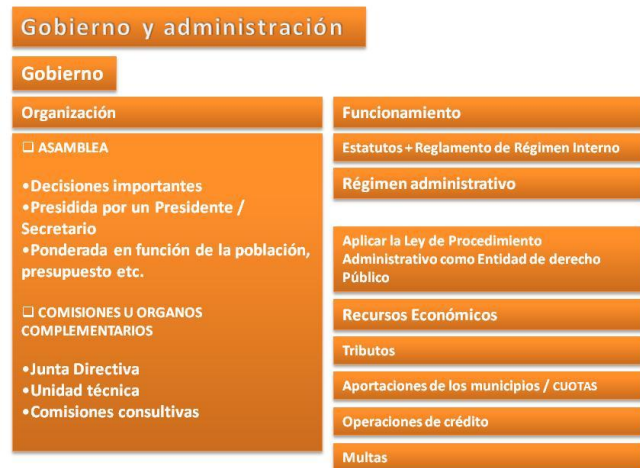 Gobierno y administración
Gobierno
Organización
❑ ASAMBLEA
•Decisiones importantes
•Presidida por un Presidente /
Secretario
•Ponderada en función de la población,
presupuesto etc.
❑ COMISIONES U ORGANOS
COMPLEMENTARIOS
•Junta Directiva
•Unidad técnica
•Comisiones consultivas
Funcionamiento
Estatutos + Reglamento de Régimen Interno
Régimen administrativo
Aplicar la Ley de Procedimiento
Administrativo como Entidad de derecho
Público
Recursos Económicos
Tributos
Aportaciones de los municipios / CUOTAS
Operaciones de crédito
Multas